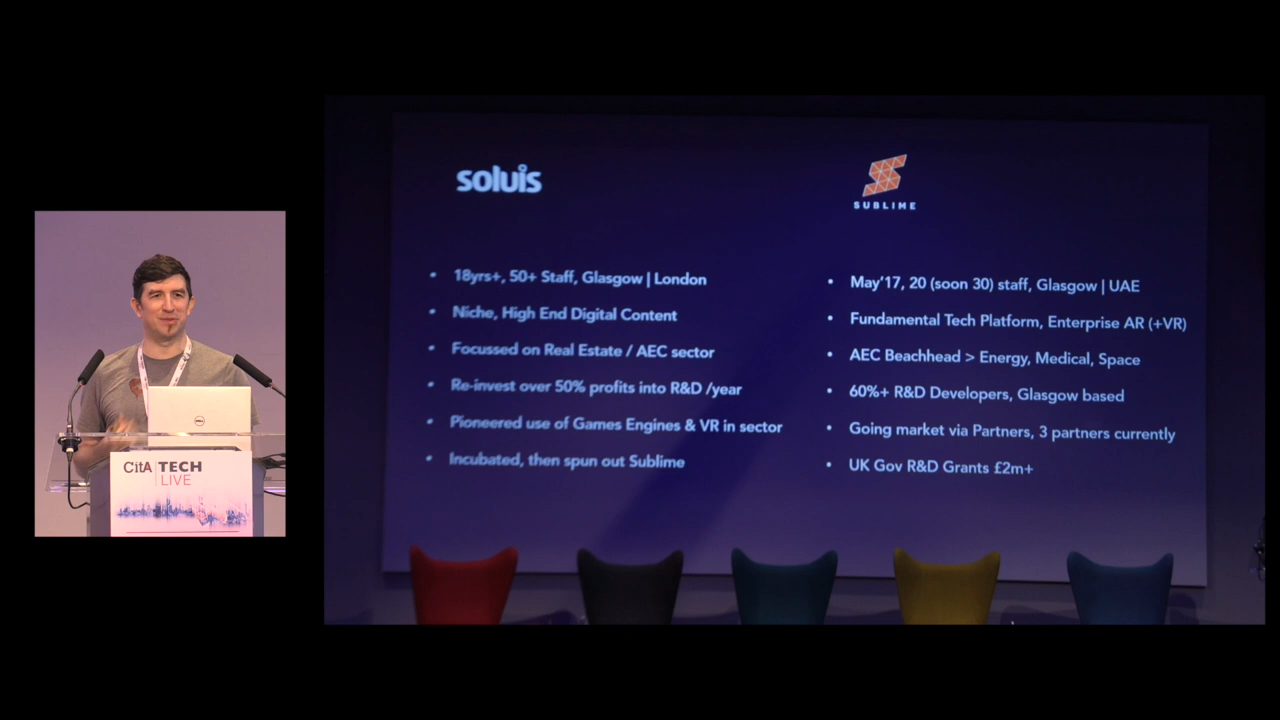 soluis
SUBLIME
• 18yrs+, 50+ Staff, Glasgow | London
• Niche, High End Digital Content
• Focussed on Real Estate / AEC sector
• Re-invest over 50% profits into R&D /year
• Pioneered use of Games Engines & VR in sector
• Incubated, then spun out Sublime
• May'17, 20 (soon 30) staff, Glasgow | UAE
• Fundamental Tech Platform, Enterprise AR (+VR)
• AEC Beachhead > Energy, Medical, Space
• 60%+ R&D Developers, Glasgow based
• Going market via Partners, 3 partners currently
• UK Gov R&D Grants £2m+
DELL
CitA TECH
LIVE